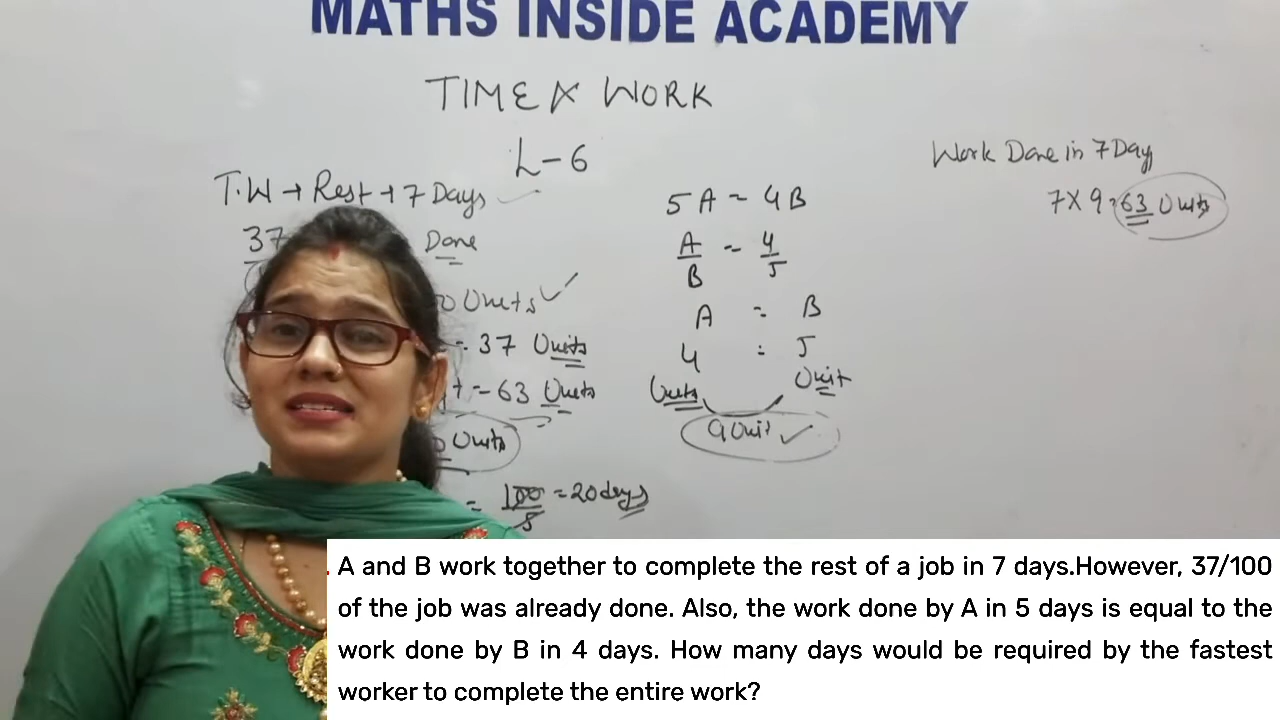 MATHS INSIDE ACADEMY
TIME & WORK
L-6
T.W → Rest → 7 Days
37 Done
Units
= 37 Units
= 63 Units
Units
= 100/5 = 20 days
5A = 4B
A/B = 4/5
A : B
4 : 5
Units Unit
9 Unit
Work Done in 7 Days
7 X 9 = 63 Units
A and B work together to complete the rest of a job in 7 days.However, 37/100
of the job was already done. Also, the work done by A in 5 days is equal to the
work done by B in 4 days. How many days would be required by the fastest
worker to complete the entire work?